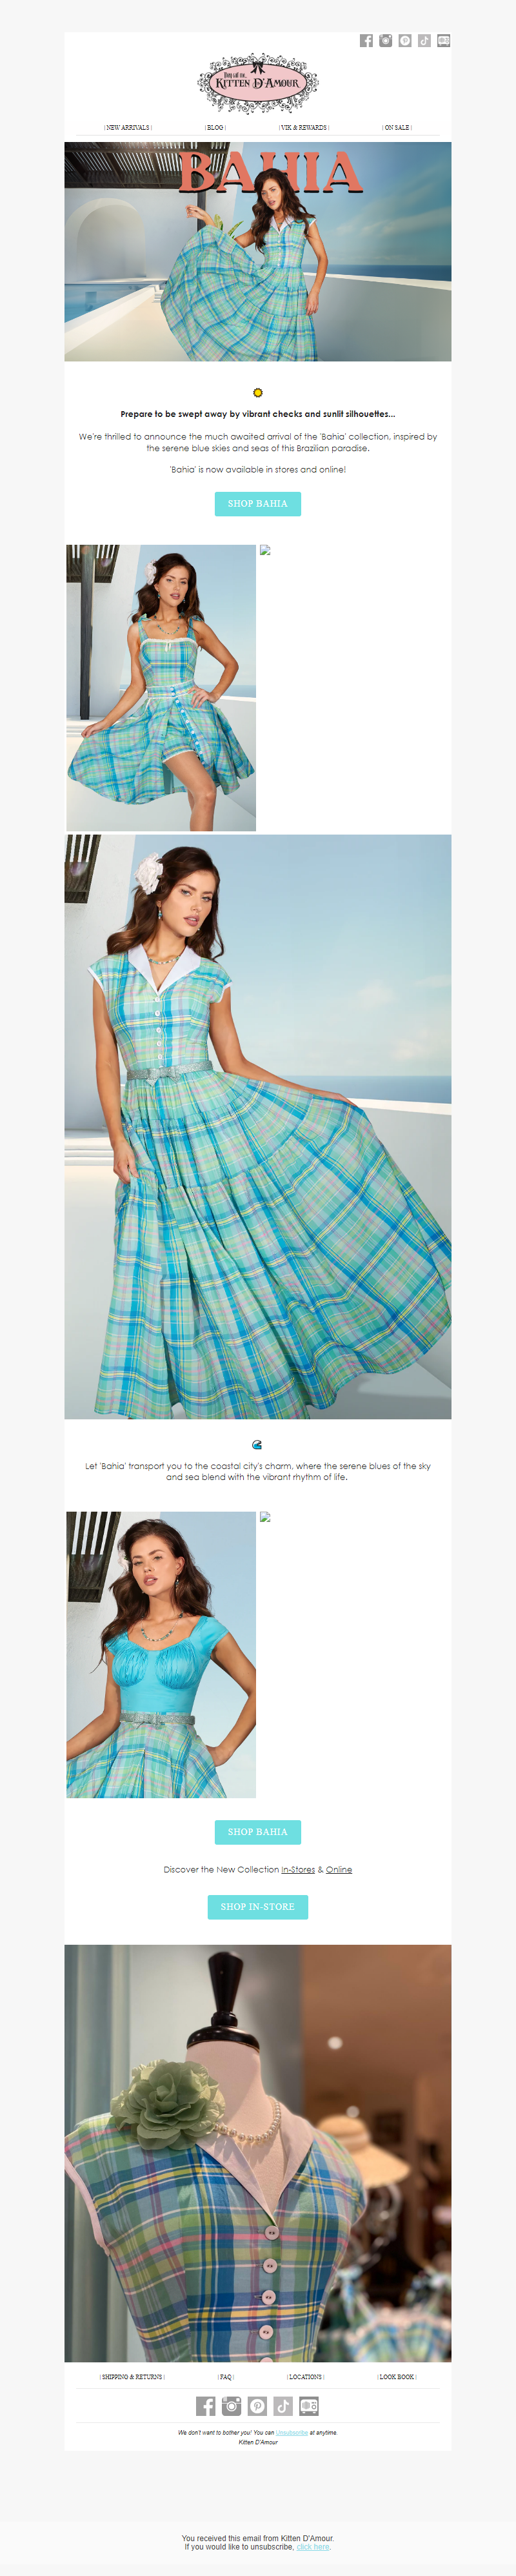 They call me...
KITTEN D'AMOUR
| NEW ARRIVALS | | BLOG | | VIK & REWARDS | | ON SALE |
BAHIA
Prepare to be swept away by vibrant checks and sunlit silhouettes...
We're thrilled to announce the much awaited arrival of the 'Bahia' collection, inspired by
the serene blue skies and seas of this Brazilian paradise.
'Bahia' is now available in stores and online!
SHOP BAHIA
Let 'Bahia' transport you to the coastal city's charm, where the serene blues of the sky
and sea blend with the vibrant rhythm of life.
SHOP BAHIA
Discover the New Collection In-Stores & Online
SHOP IN-STORE
| SHIPPING & RETURNS | | FAQ | | LOCATIONS | | LOOK BOOK |
We don't want to bother you! You can Unsubscribe at anytime.
Kitten D'Amour
You received this email from Kitten D'Amour.
If you would like to unsubscribe, click here.